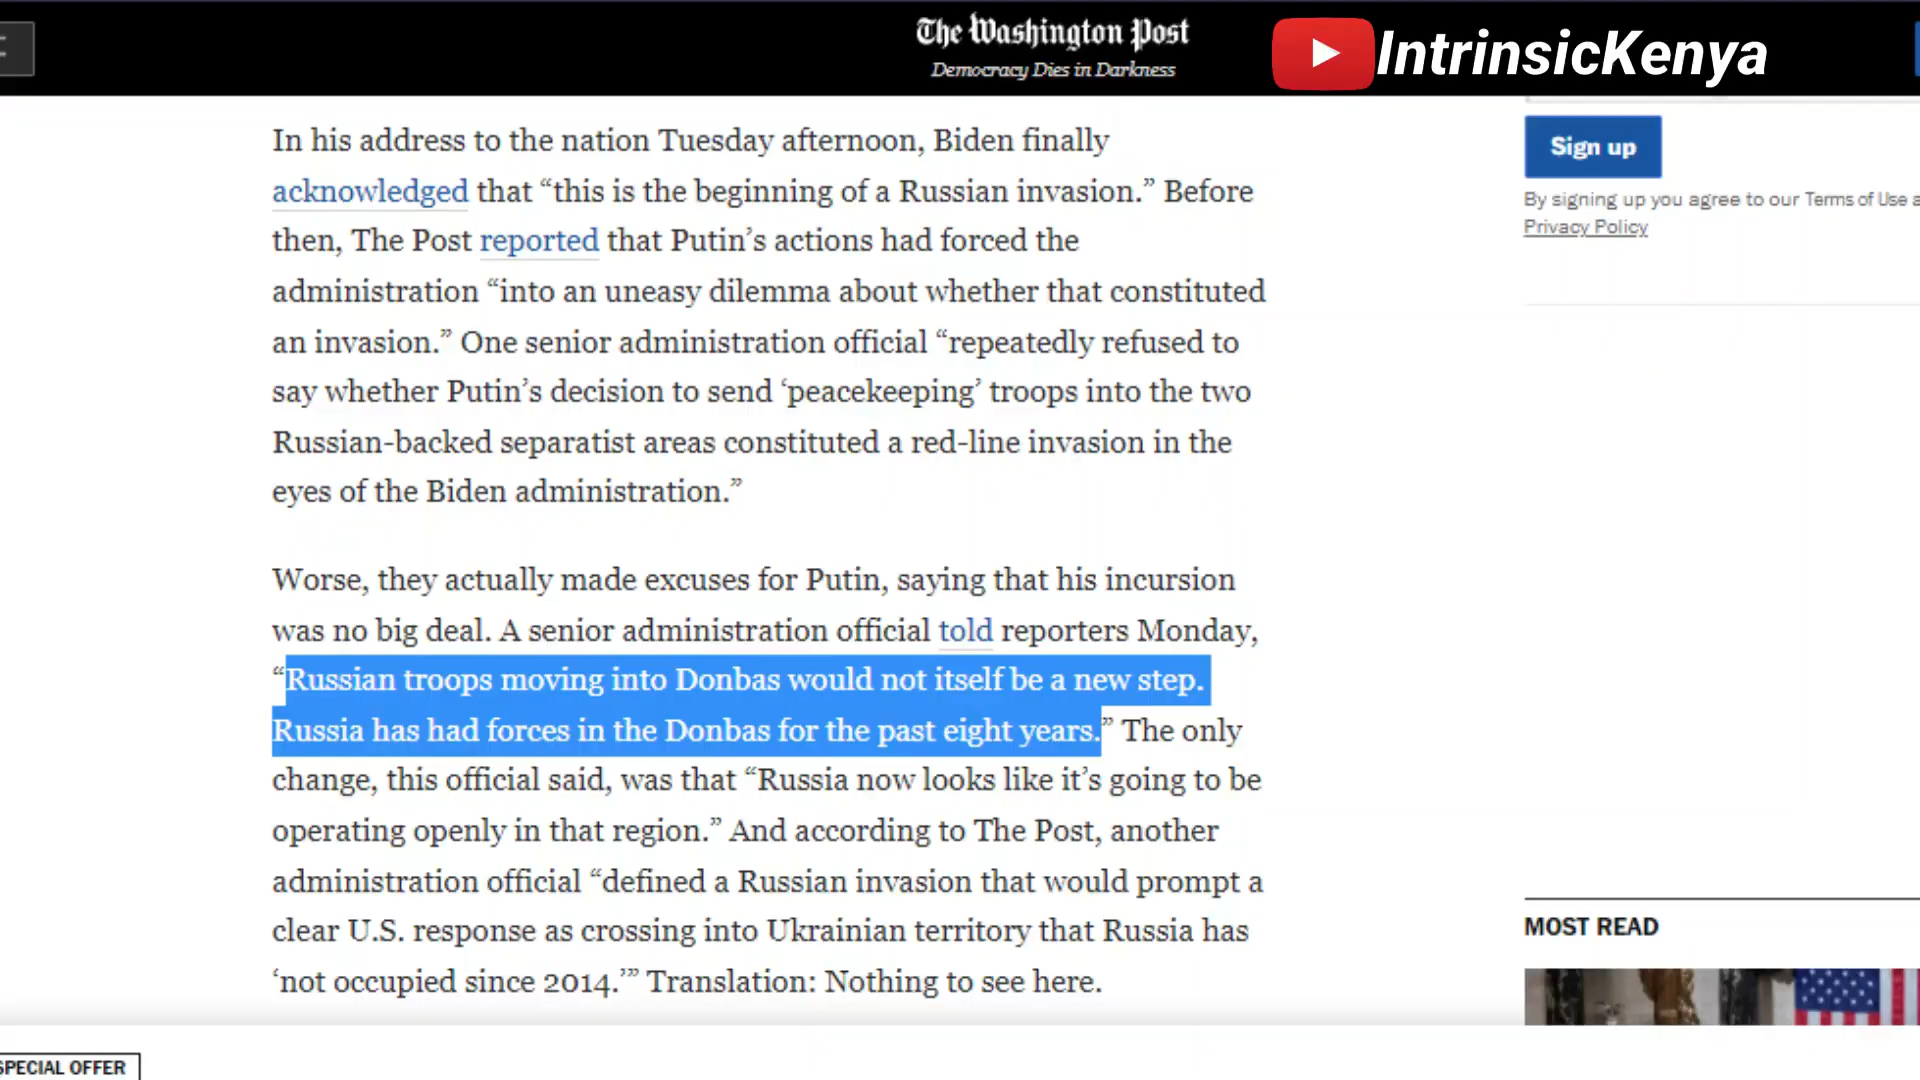 The Washington Post
Democracy Dies in Darkness
IntrinsicKenya
In his address to the nation Tuesday afternoon, Biden finally
acknowledged that “this is the beginning of a Russian invasion.” Before
then, The Post reported that Putin’s actions had forced the
administration “into an uneasy dilemma about whether that constituted
an invasion.” One senior administration official “repeatedly refused to
say whether Putin’s decision to send ‘peacekeeping’ troops into the two
Russian-backed separatist areas constituted a red-line invasion in the
eyes of the Biden administration.”
Worse, they actually made excuses for Putin, saying that his incursion
was no big deal. A senior administration official told reporters Monday,
“Russian troops moving into Donbas would not itself be a new step.
Russia has had forces in the Donbas for the past eight years.” The only
change, this official said, was that “Russia now looks like it’s going to be
operating openly in that region.” And according to The Post, another
administration official “defined a Russian invasion that would prompt a
clear U.S. response as crossing into Ukrainian territory that Russia has
‘not occupied since 2014.’” Translation: Nothing to see here.
Sign up
By signing up you agree to our Terms of Use
Privacy Policy
MOST READ
SPECIAL OFFER